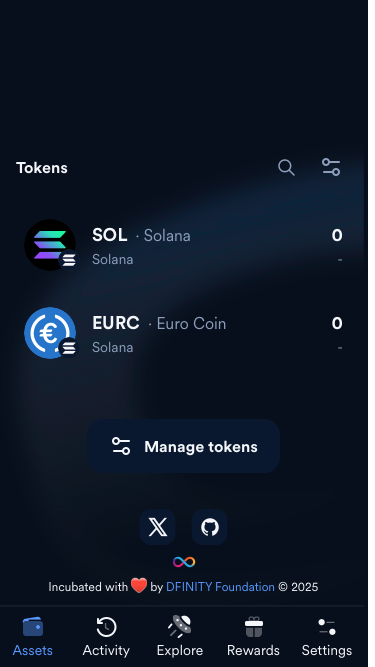 Tokens
SOL · Solana 0
Solana -
EURC · Euro Coin 0
Solana -
Manage tokens
Incubated with ❤️ by DFINITY Foundation © 2025
Assets Activity Explore Rewards Settings